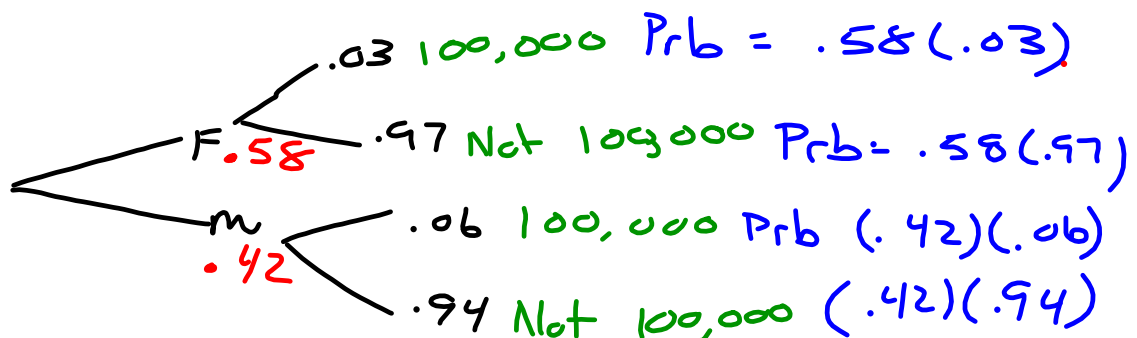 .03 100,000 Prb = .58(.03)
F .97 Not 100,000 Prb= .58(.97)
.58
m .06 100,000 Prb (.42)(.06)
.42
.94 Not 100,000 (.42)(.94)